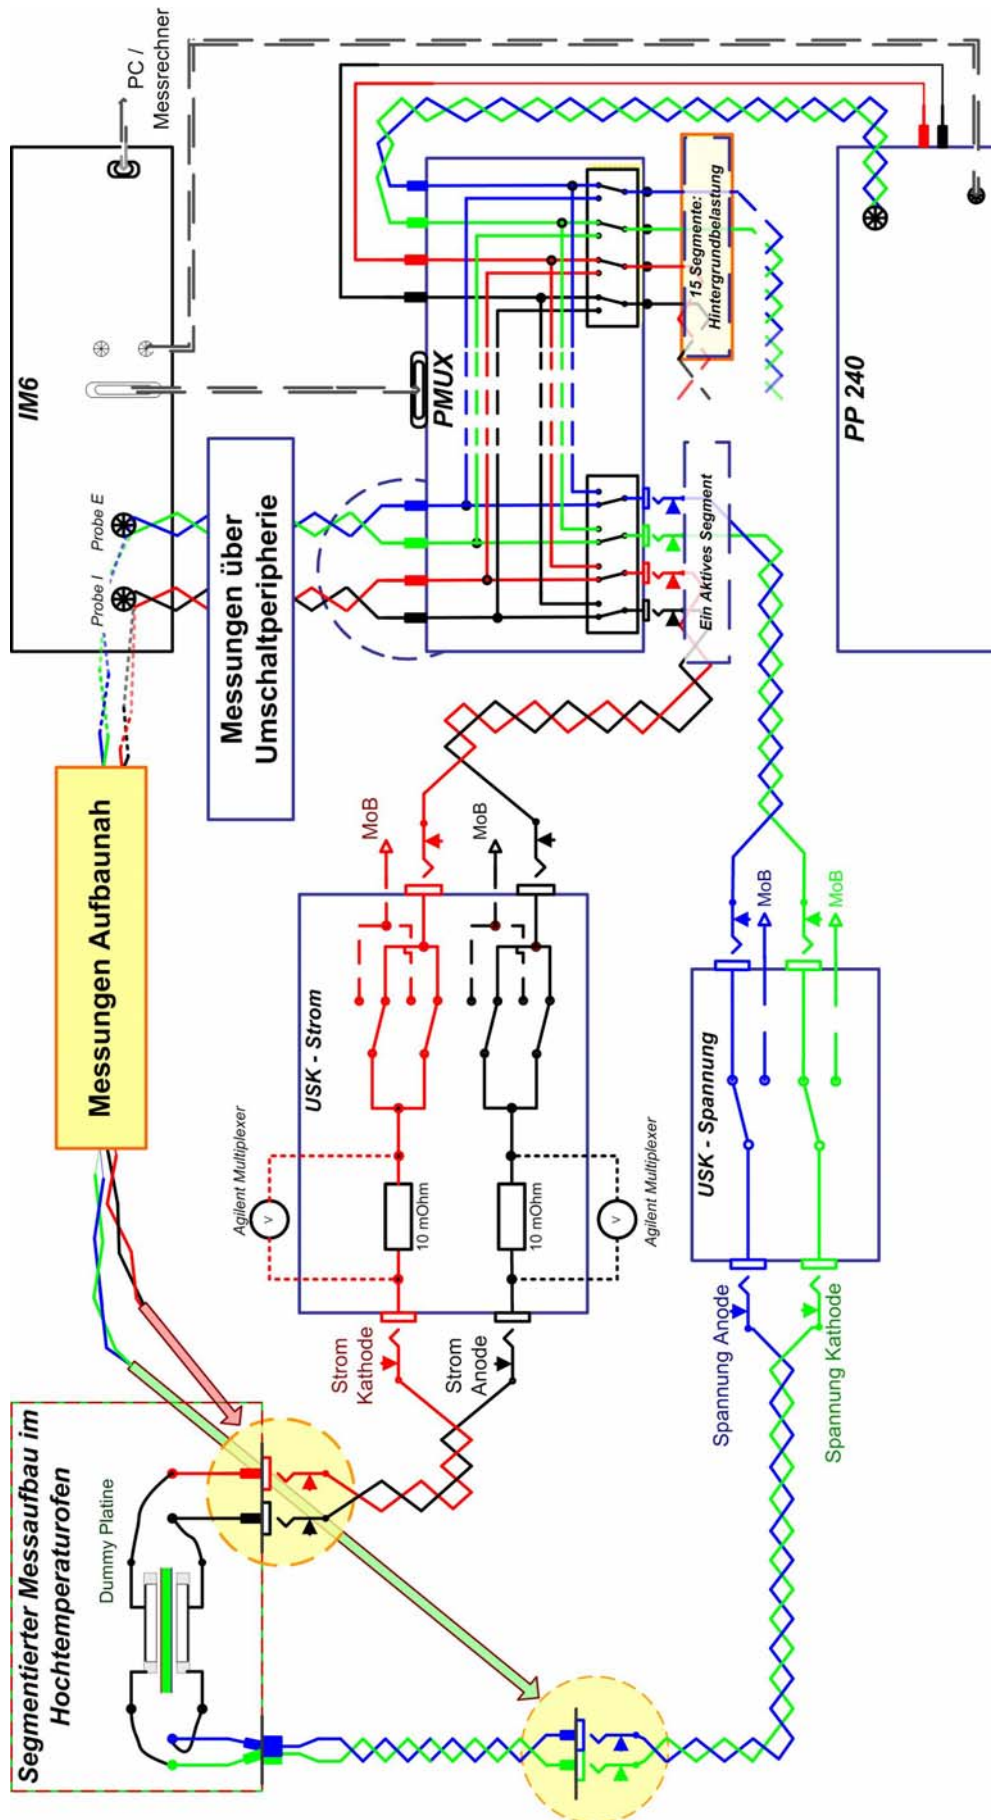 Segmentierter Messaufbau im
Hochtemperaturofen
Dummy Platine
Messungen Aufbaunah
IM6
Probe I
Probe E
PC /
Messrechner
Messungen über
Umschaltperipherie
PMUX
15 Segmente:
Hintergrundbelastung
Ein Aktives Segment
PP 240
USK - Strom
Agilent Multiplexer
V
10 mOhm
MoB
Strom
Kathode
10 mOhm
MoB
Strom
Anode
V
Agilent Multiplexer
USK - Spannung
MoB
MoB
Spannung Anode
Spannung Kathode